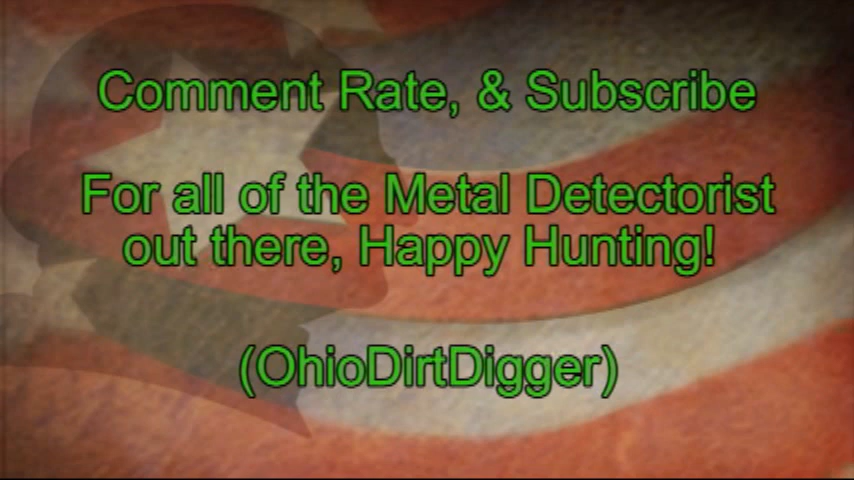 Comment Rate, & Subscribe
For all of the Metal Detectorist
out there, Happy Hunting!
(OhioDirtDigger)